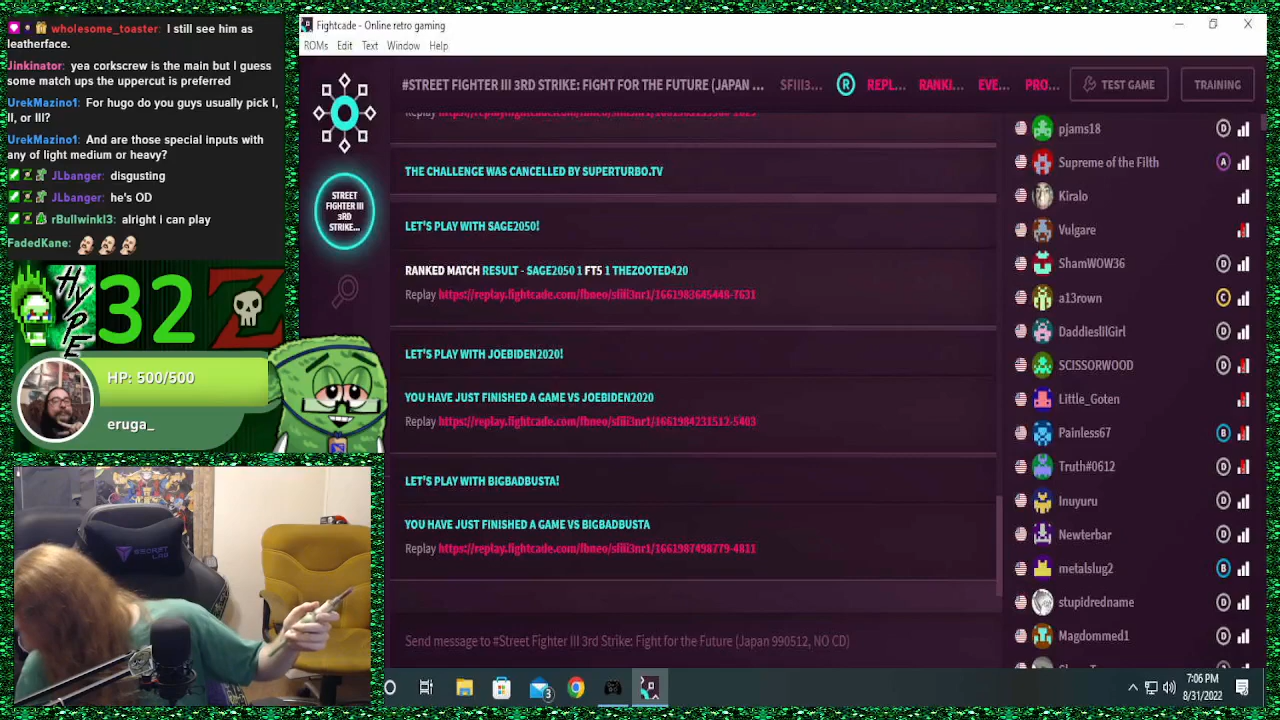 wholesome_toaster: I still see him as
leatherface.
Jinkinator: yea corkscrew is the main but I guess
some match ups the uppercut is preferred
UrekMazino1: For hugo do you guys usually pick I,
II, or III?
UrekMazino1: And are those special inputs with
any of light medium or heavy?
JLbanger: disgusting
JLbanger: he's OD
rBullwinkl3: alright i can play
FadedKane:
HYPE
32
HP: 500/500
eruga_
SECRETLAB
Fightcade - Online retro gaming
ROMs Edit Text Window Help
#STREET FIGHTER III 3RD STRIKE: FIGHT FOR THE FUTURE (JAPAN ... SFIII3... R REPL... RANKI... EVE... PRO... TEST GAME TRAINING
STREET
FIGHTER III
3RD
STRIKE...
THE CHALLENGE WAS CANCELLED BY SUPERTURBO.TV
LET'S PLAY WITH SAGE2050!
RANKED MATCH RESULT - SAGE2050 1 FT5 1 THEZOOTED420
Replay https://replay.fightcade.com/fbneo/sfiii3nr1/1661983645448-7631
LET'S PLAY WITH JOEBIDEN2020!
YOU HAVE JUST FINISHED A GAME VS JOEBIDEN2020
Replay https://replay.fightcade.com/fbneo/sfiii3nr1/1661984231512-5403
LET'S PLAY WITH BIGBADBUSTA!
YOU HAVE JUST FINISHED A GAME VS BIGBADBUSTA
Replay https://replay.fightcade.com/fbneo/sfiii3nr1/1661987498779-4811
Send message to #Street Fighter III 3rd Strike: Fight for the Future (Japan 990512, NO CD)
pjams18 D
Supreme of the Filth A
Kiralo
Vulgare
ShamWOW36 D
a13rown C
DaddieslilGirl D
SCISSORWOOD D
Little_Goten
Painless67 B
Truth#0612 D
Inuyuru D
Newterbar D
metalslug2 B
stupidredname D
Magdommed1 D
3
7:06 PM
8/31/2022